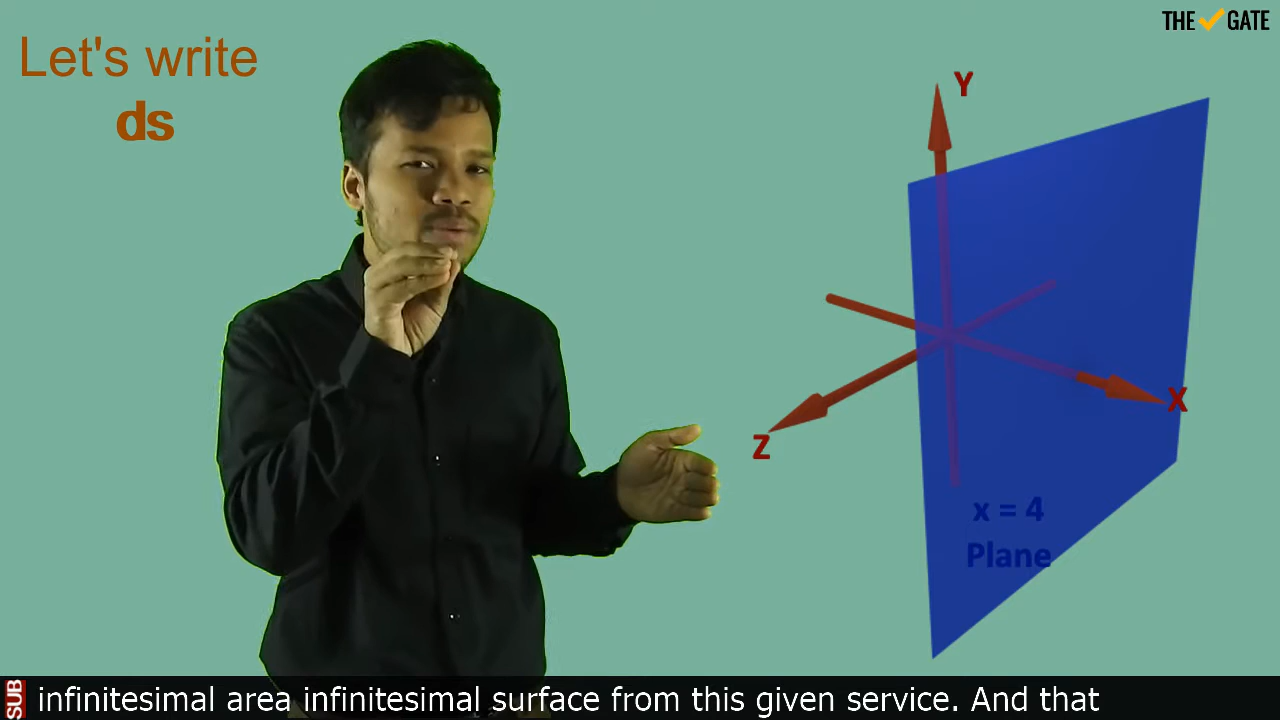 THE GATE
Let's write
ds
Y
X
Z
x = 4
Plane
SUB
infinitesimal area infinitesimal surface from this given service. And that